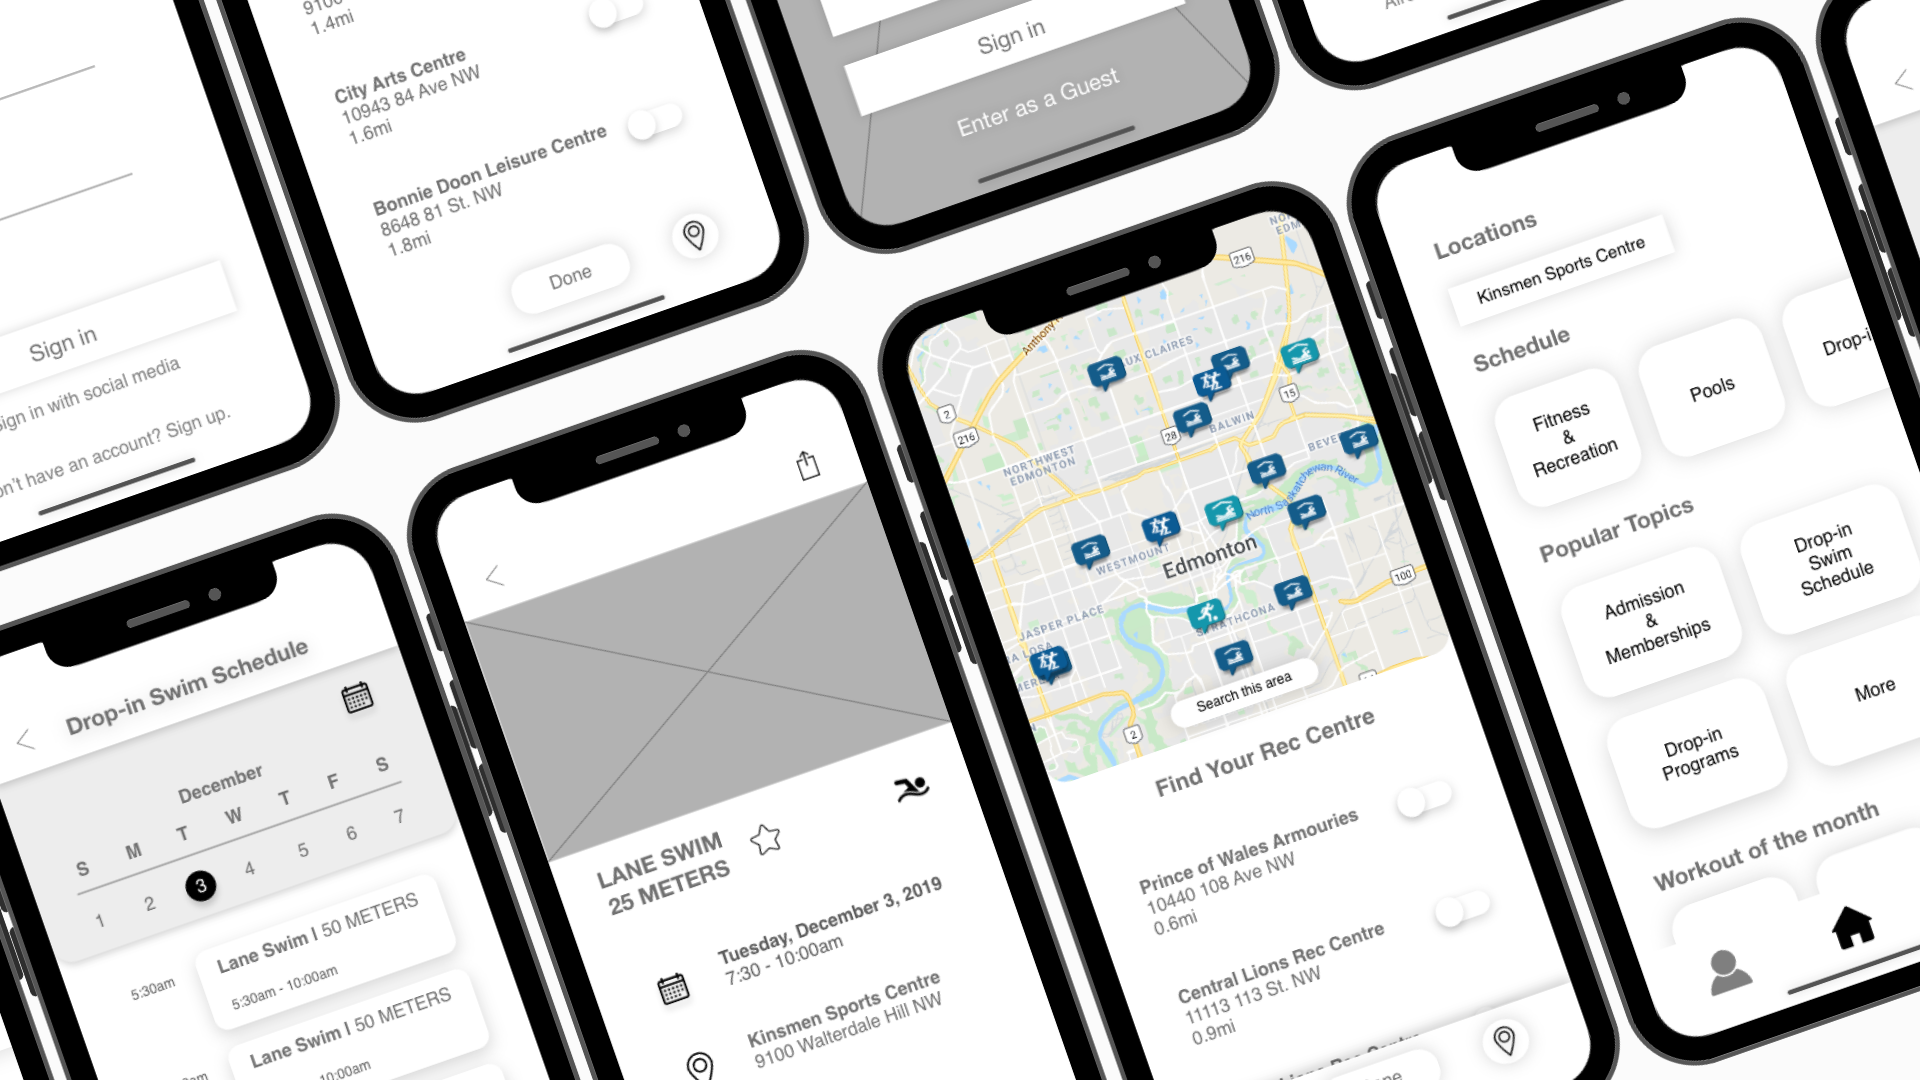 Sign in
Sign in with social media
Don't have an account? Sign up.
1.4mi
City Arts Centre
10943 84 Ave NW
1.6mi
Bonnie Doon Leisure Centre
8648 81 St. NW
1.8mi
Done
Sign in
Enter as a Guest
Drop-in Swim Schedule
December
S M T W T F S
1 2 3 4 5 6 7
5:30am
Lane Swim | 50 METERS
5:30am - 10:00am
Lane Swim | 50 METERS
10:00am
LANE SWIM
25 METERS
Tuesday, December 3, 2019
7:30 - 10:00am
Kinsmen Sports Centre
9100 Walterdale Hill NW
216
Anthony
UX CLAIRES
15
2
216
28
BALWIN
BEVE
NORTHWEST
EDMONTON
North Saskatchewan River
WESTMOUNT
Edmonton
100
JASPER PLACE
STRATHCONA
2
Search this area
Find Your Rec Centre
Prince of Wales Armouries
10440 108 Ave NW
0.6mi
Central Lions Rec Centre
11113 113 St. NW
0.9mi
Locations
Kinsmen Sports Centre
Schedule
Fitness
&
Recreation
Pools
Drop-i
Popular Topics
Admission
&
Memberships
Drop-in
Swim
Schedule
Drop-in
Programs
More
Workout of the month